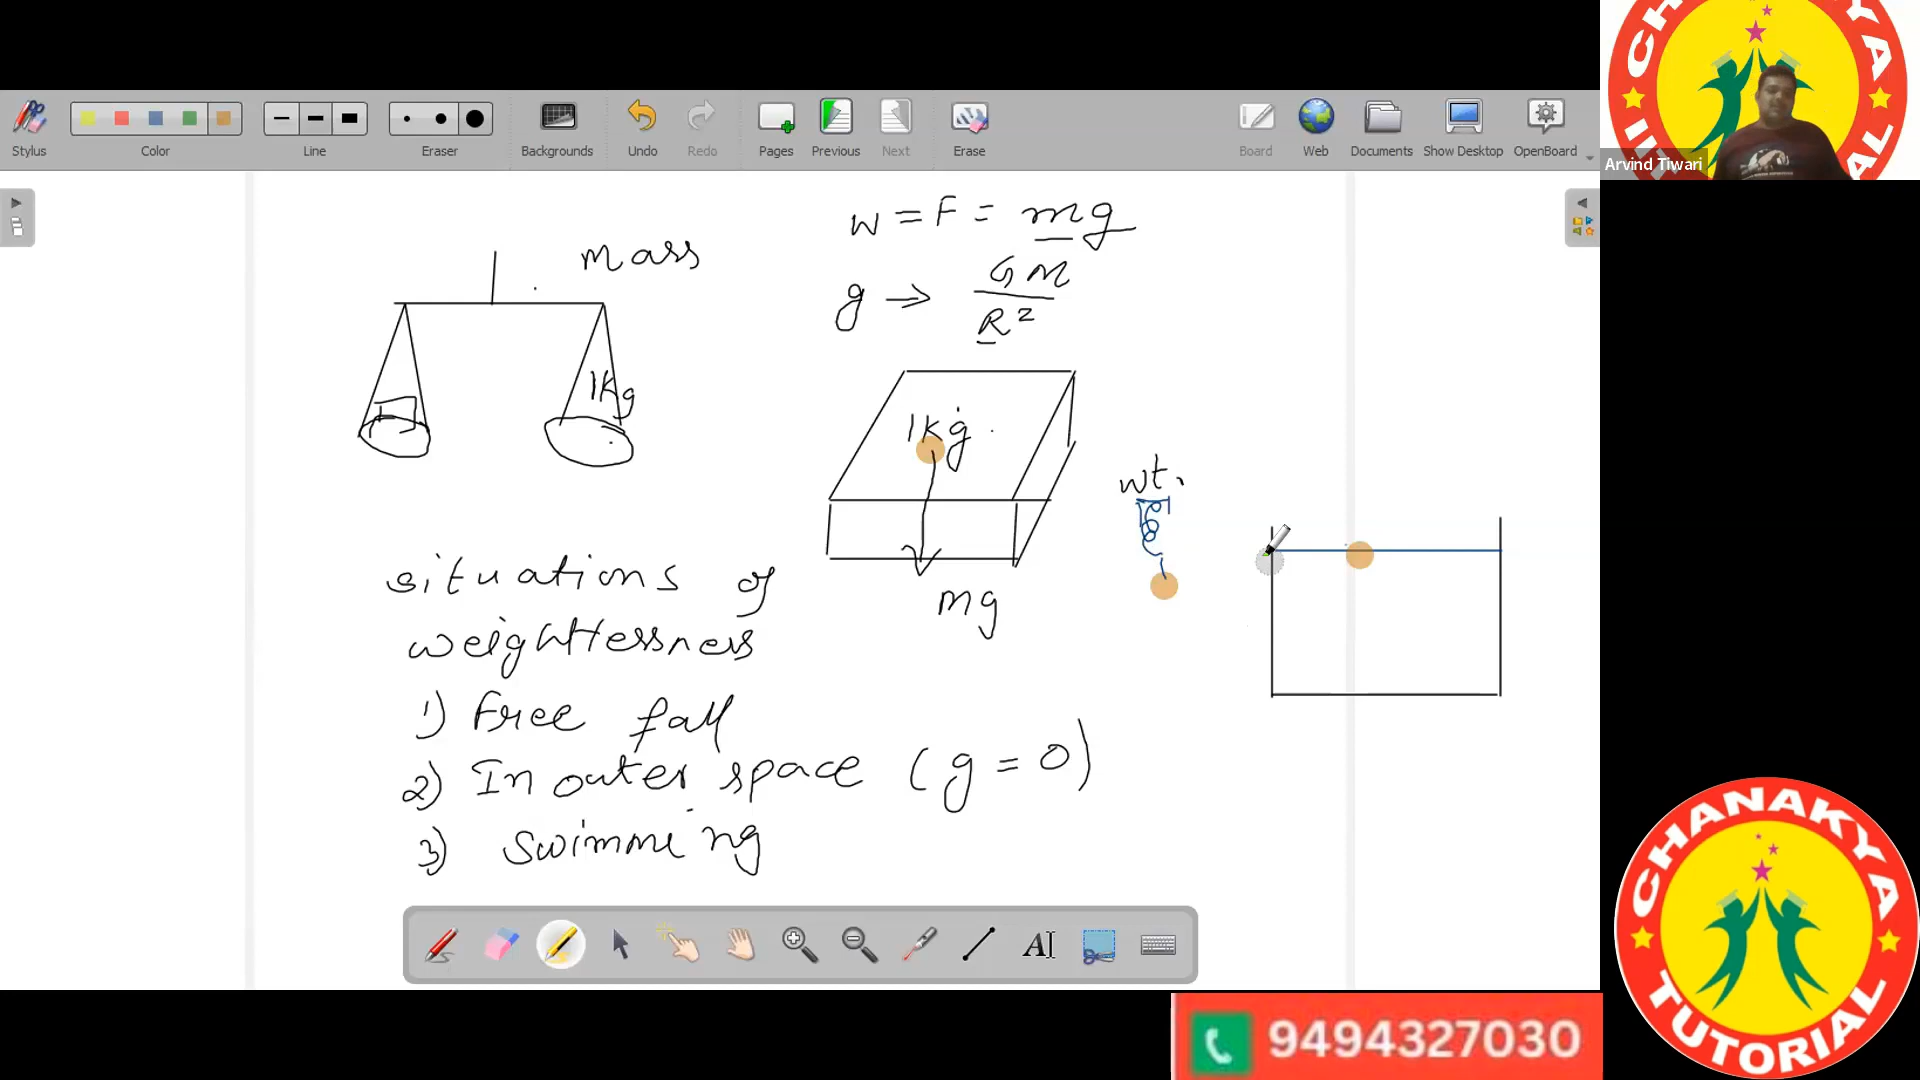 Stylus
Color
Line
Eraser
Backgrounds
Undo
Redo
Pages
Previous
Next
Erase
Board
Web
Documents
Show Desktop
OpenBoard
Arvind Tiwari
mass
1Kg
W = F = mg
g → GM
R²
1Kg
mg
wt.
situations of
weightlessness
1) Free fall
2) In outer space (g = 0)
3) Swimming
AI
9494327030
CHANAKYA
TUTORIAL